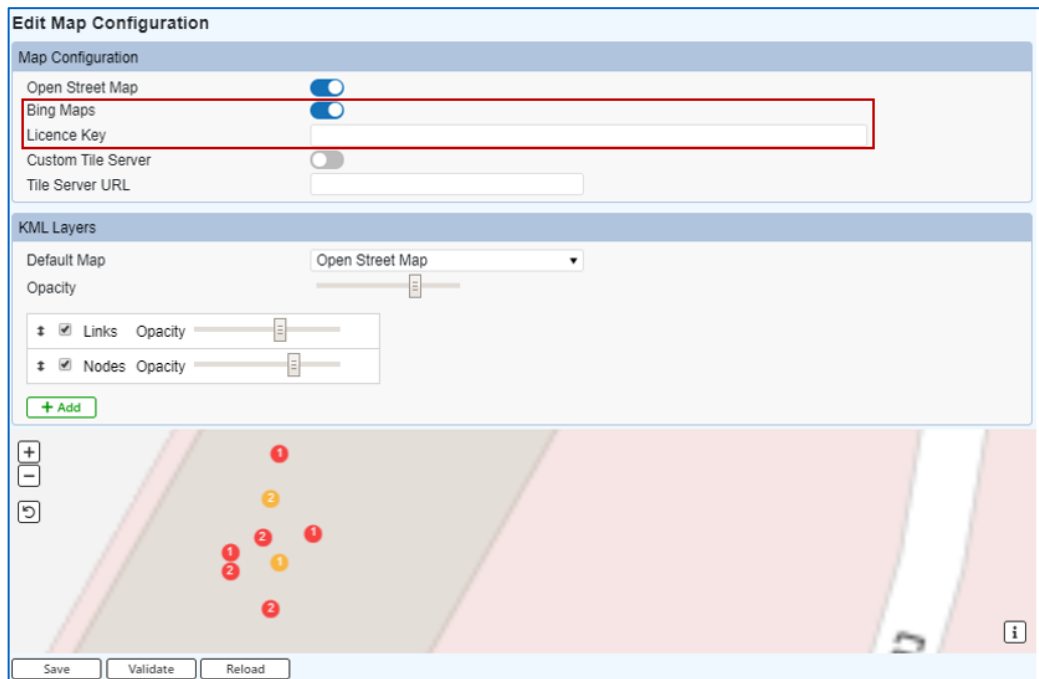 Edit Map Configuration
Map Configuration
Open Street Map
Bing Maps
Licence Key
Custom Tile Server
Tile Server URL
KML Layers
Default Map Open Street Map
Opacity
Links Opacity
Nodes Opacity
+ Add
+
−
1
2
2 1
1 1
2
2
i
Save Validate Reload